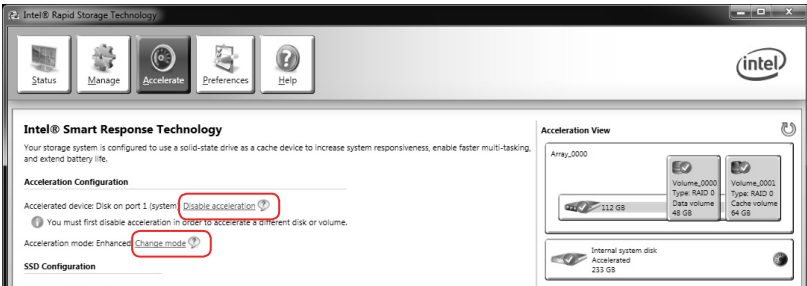 Intel® Rapid Storage Technology
Status
Manage
Accelerate
Preferences
Help
intel
Intel® Smart Response Technology
Your storage system is configured to use a solid-state drive as a cache device to increase system responsiveness, enable faster multi-tasking,
and extend battery life.
Acceleration Configuration
Accelerated device: Disk on port 1 (system) Disable acceleration ?
You must first disable acceleration in order to accelerate a different disk or volume.
Acceleration mode: Enhanced Change mode ?
SSD Configuration
Acceleration View
Array_0000
112 GB
Volume_0000
Type: RAID 0
Data volume
48 GB
Volume_0001
Type: RAID 0
Cache volume
64 GB
Internal system disk
Accelerated
233 GB